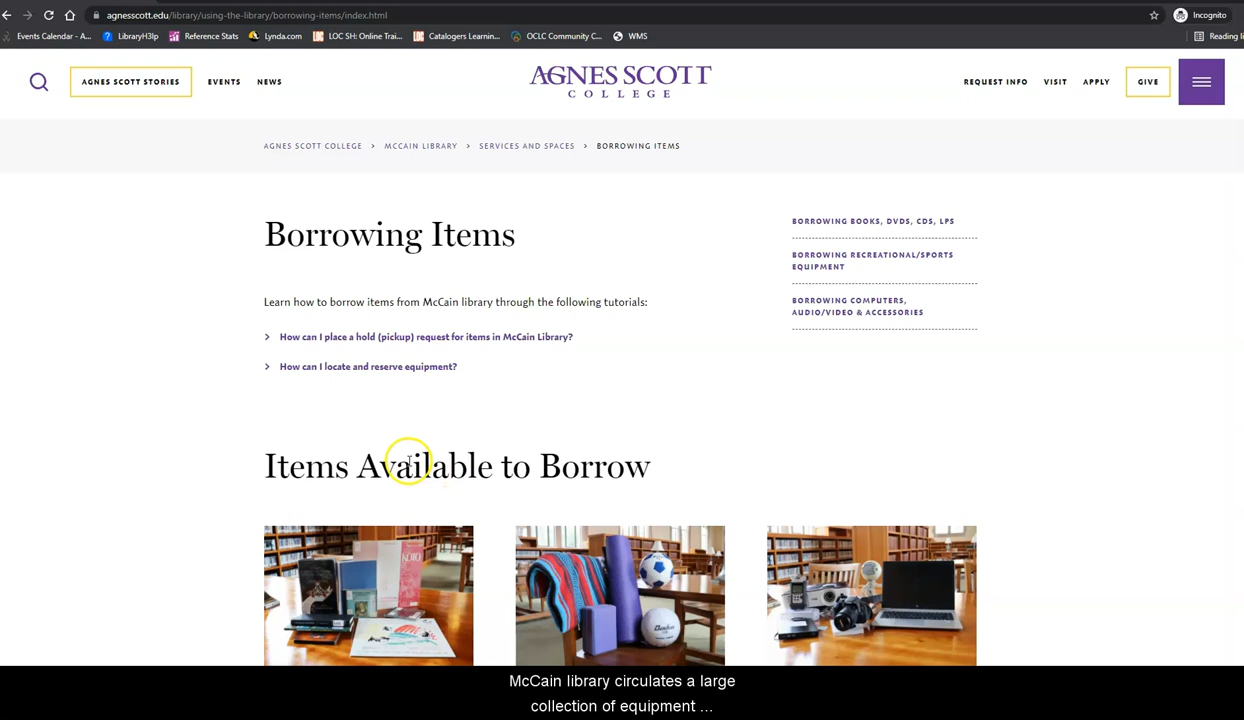 agnesscott.edu/library/using-the-library/borrowing-items/index.html
Incognito
Events Calendar - A...
LibraryH3lp
Reference Stats
Lynda.com
LOC SH: Online Trai...
Catalogers Learnin...
OCLC Community C...
WMS
Reading li
AGNES SCOTT STORIES
EVENTS
NEWS
AGNES SCOTT
COLLEGE
REQUEST INFO
VISIT
APPLY
GIVE
AGNES SCOTT COLLEGE > MCCAIN LIBRARY > SERVICES AND SPACES > BORROWING ITEMS
Borrowing Items
Learn how to borrow items from McCain library through the following tutorials:
> How can I place a hold (pickup) request for items in McCain Library?
> How can I locate and reserve equipment?
BORROWING BOOKS, DVDS, CDS, LPS
BORROWING RECREATIONAL/SPORTS
EQUIPMENT
BORROWING COMPUTERS,
AUDIO/VIDEO & ACCESSORIES
Items Available to Borrow
KOTO
McCain library circulates a large
collection of equipment ...